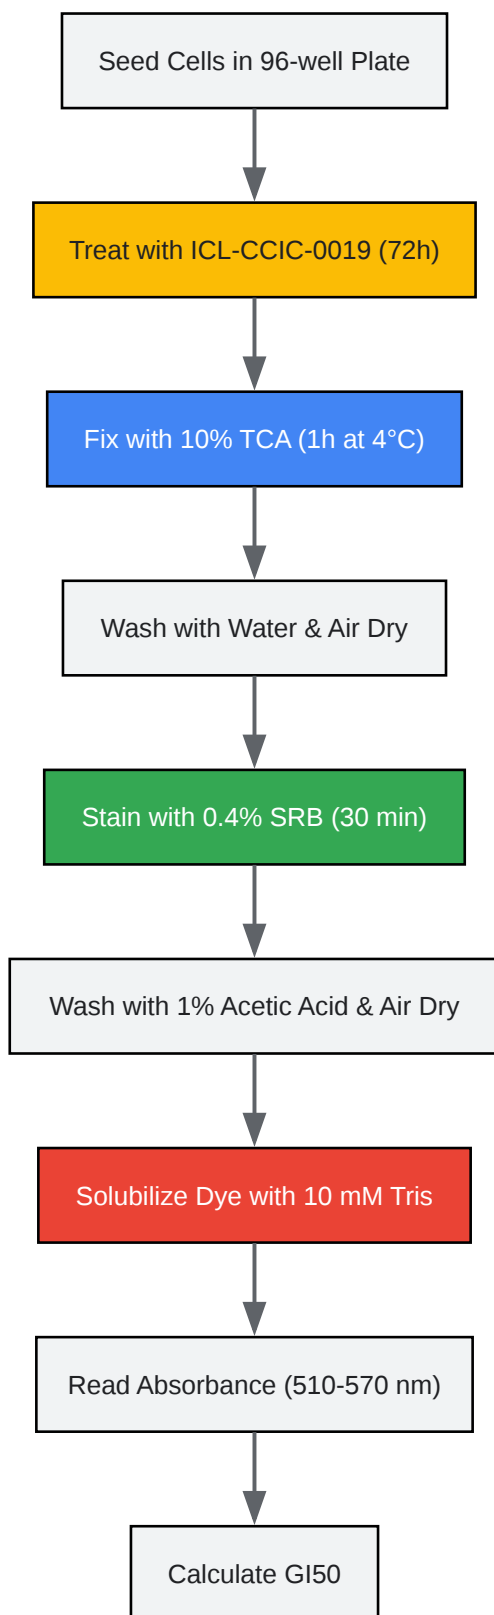 Seed Cells in 96-well Plate
Treat with ICL-CCIC-0019 (72h)
Fix with 10% TCA (1h at 4°C)
Wash with Water & Air Dry
Stain with 0.4% SRB (30 min)
Wash with 1% Acetic Acid & Air Dry
Solubilize Dye with 10 mM Tris
Read Absorbance (510-570 nm)
Calculate GI50